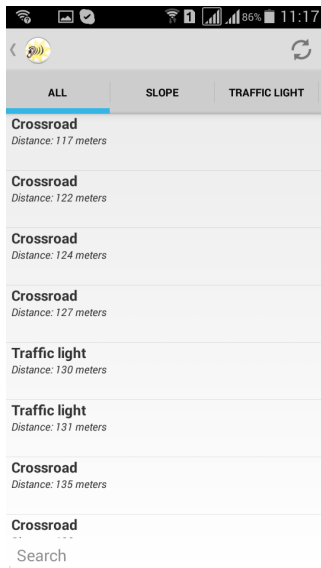 1 86% 11:17
ALL SLOPE TRAFFIC LIGHT
Crossroad
Distance: 117 meters
Crossroad
Distance: 122 meters
Crossroad
Distance: 124 meters
Crossroad
Distance: 127 meters
Traffic light
Distance: 130 meters
Traffic light
Distance: 131 meters
Crossroad
Distance: 135 meters
Crossroad
Search